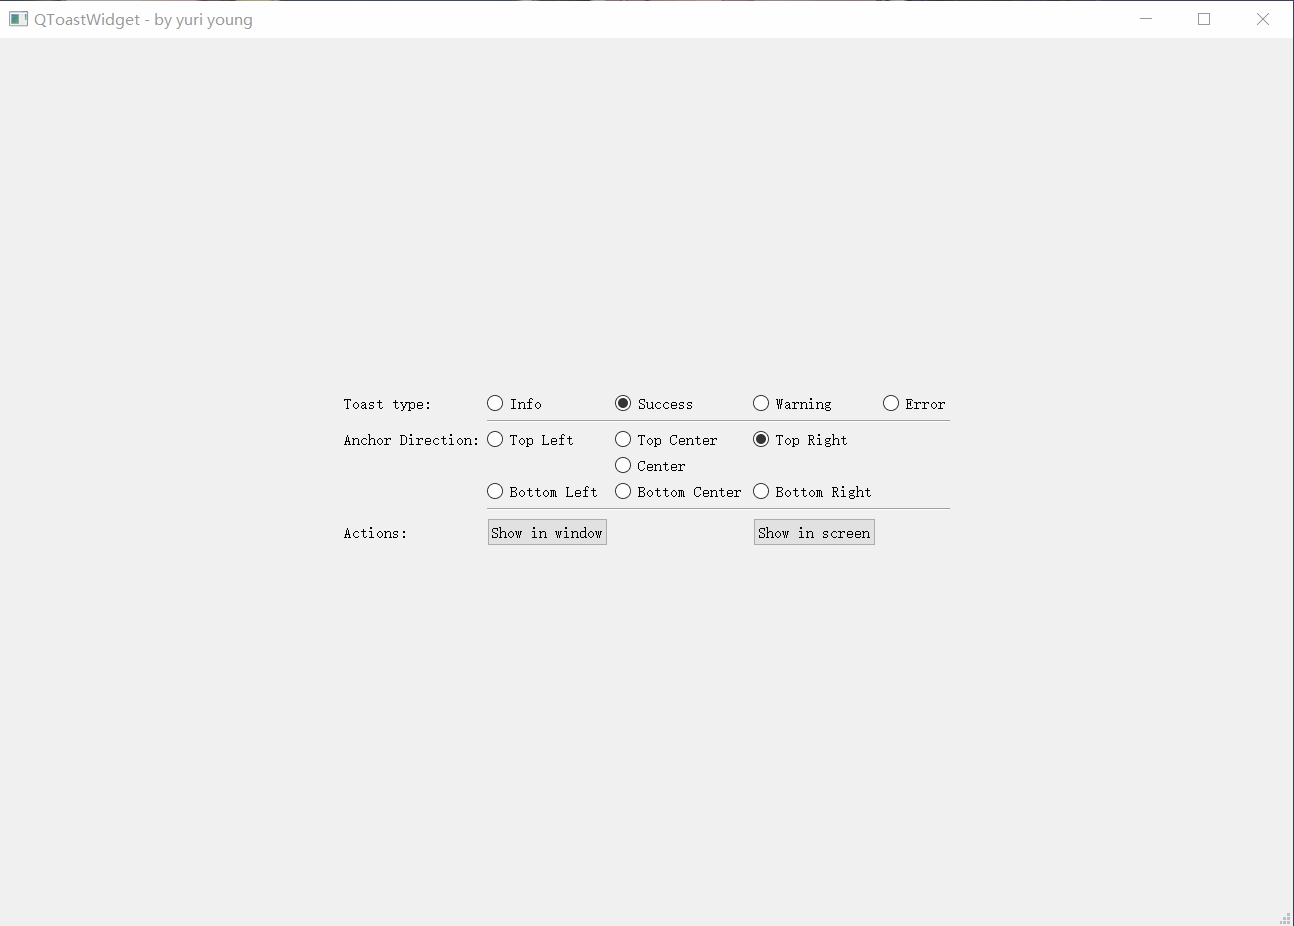 QToastWidget - by yuri young
Toast type: Info Success Warning Error
Anchor Direction: Top Left Top Center Top Right
Center
Bottom Left Bottom Center Bottom Right
Actions: Show in window Show in screen